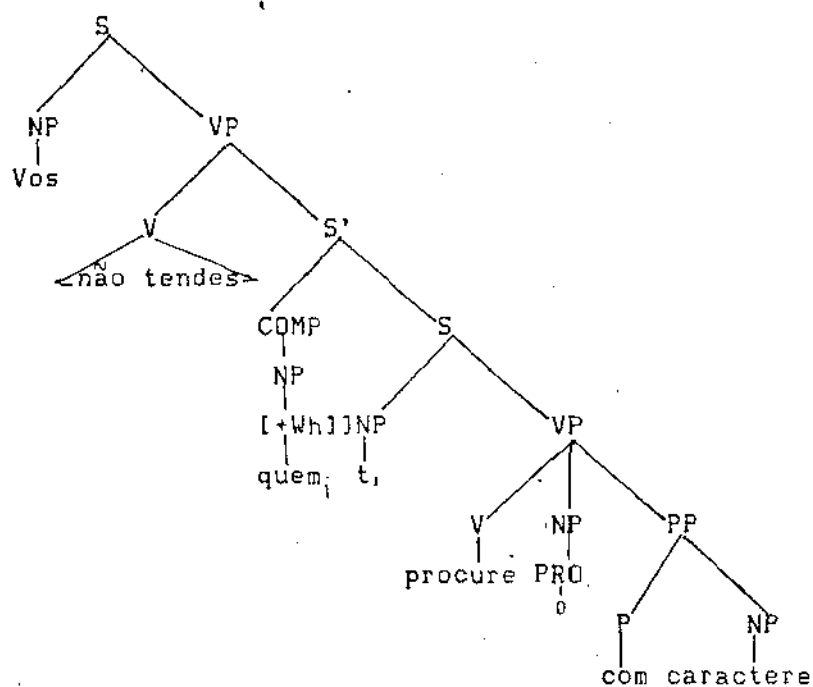 S
NP VP
Vos
V S'
<não tendes>
COMP S
NP
[+Wh]]NP VP
quemᵢ tᵢ
V NP PP
procure PRO
D
P NP
com caractere